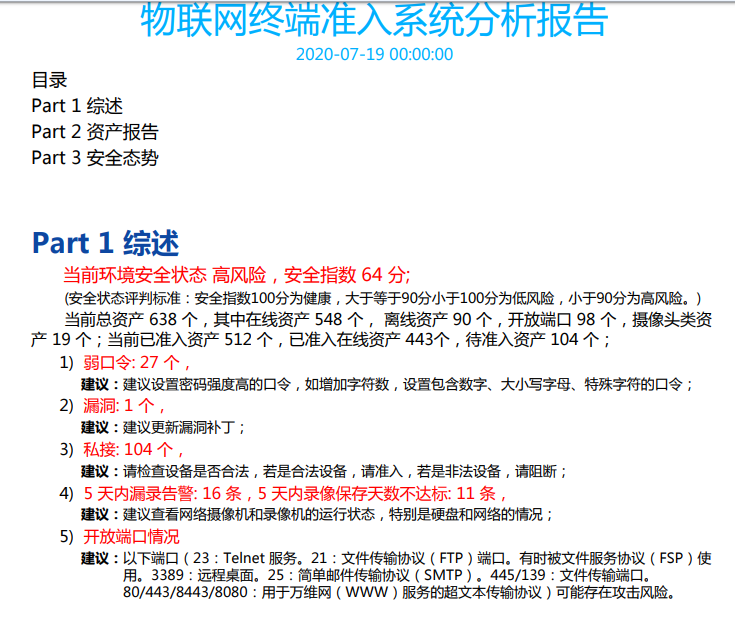 物联网终端准入系统分析报告
2020-07-19 00:00:00
目录
Part 1 综述
Part 2 资产报告
Part 3 安全态势
Part 1 综述
当前环境安全状态 高风险，安全指数 64 分;
(安全状态评判标准：安全指数100分为健康，大于等于90分小于100分为低风险，小于90分为高风险。)
当前总资产 638 个，其中在线资产 548 个， 离线资产 90 个，开放端口 98 个，摄像头类资
产 19 个；当前已准入资产 512 个，已准入在线资产 443个，待准入资产 104 个；
1) 弱口令: 27 个，
建议：建议设置密码强度高的口令，如增加字符数，设置包含数字、大小写字母、特殊字符的口令；
2) 漏洞: 1 个，
建议：建议更新漏洞补丁；
3) 私接: 104 个，
建议：请检查设备是否合法，若是合法设备，请准入，若是非法设备，请阻断；
4) 5 天内漏录告警: 16 条，5 天内录像保存天数不达标: 11 条，
建议：建议查看网络摄像机和录像机的运行状态，特别是硬盘和网络的情况；
5) 开放端口情况
建议：以下端口（23：Telnet 服务。21：文件传输协议（FTP）端口。有时被文件服务协议（FSP）使
用。3389：远程桌面。25：简单邮件传输协议（SMTP）。445/139：文件传输端口。
80/443/8443/8080：用于万维网（WWW）服务的超文本传输协议）可能存在攻击风险。